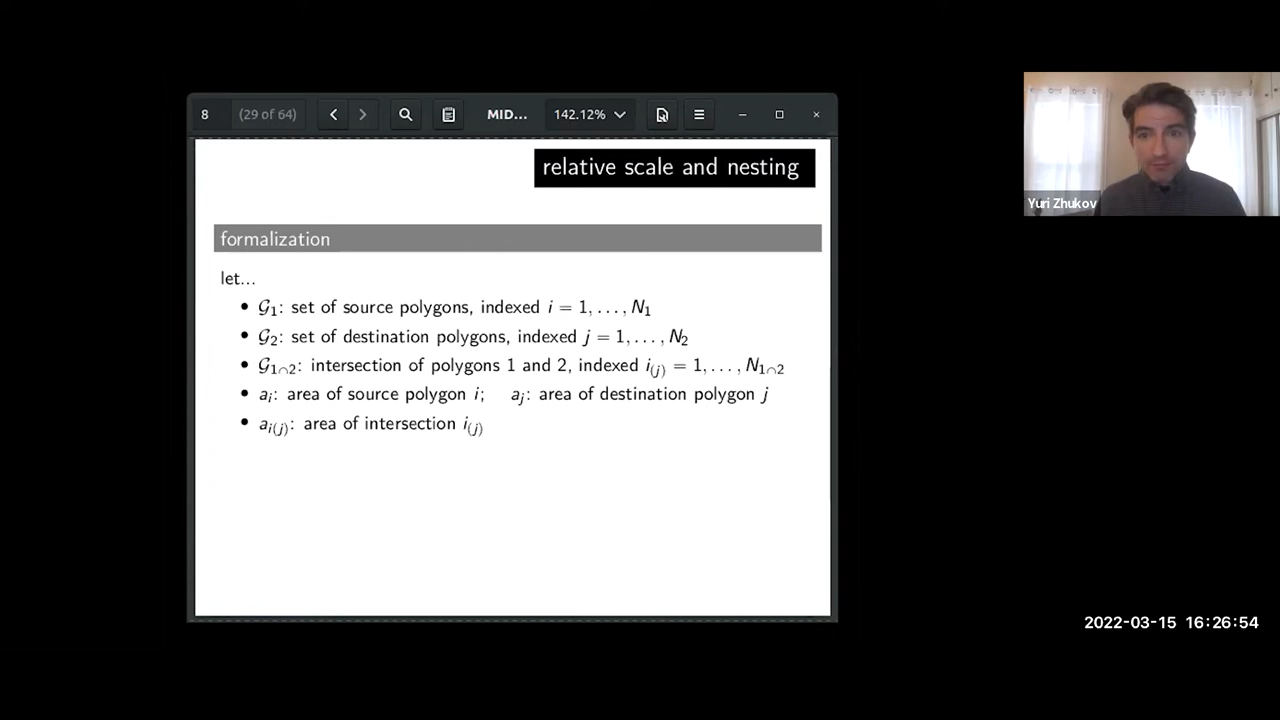 8 (29 of 64) MID... 142.12%
relative scale and nesting
formalization
let...
• 𝒢₁: set of source polygons, indexed i = 1, . . . , N₁
• 𝒢₂: set of destination polygons, indexed j = 1, . . . , N₂
• 𝒢₁∩₂: intersection of polygons 1 and 2, indexed i₍ⱼ₎ = 1, . . . , N₁∩₂
• aᵢ: area of source polygon i; aⱼ: area of destination polygon j
• aᵢ₍ⱼ₎: area of intersection i₍ⱼ₎
Yuri Zhukov
2022-03-15 16:26:54